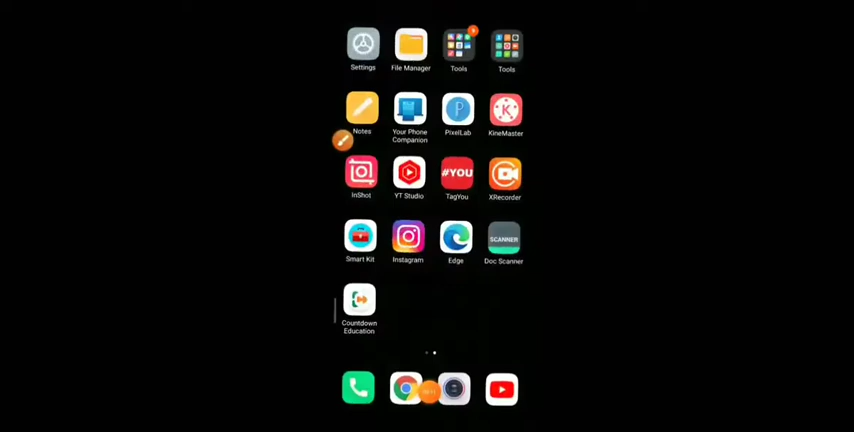 9
Settings
File Manager
Tools
Tools
Notes
Your Phone
Companion
PixelLab
KineMaster
#YOU
InShot
YT Studio
TagYou
XRecorder
SCANNER
Smart Kit
Instagram
Edge
Doc Scanner
Countdown
Education